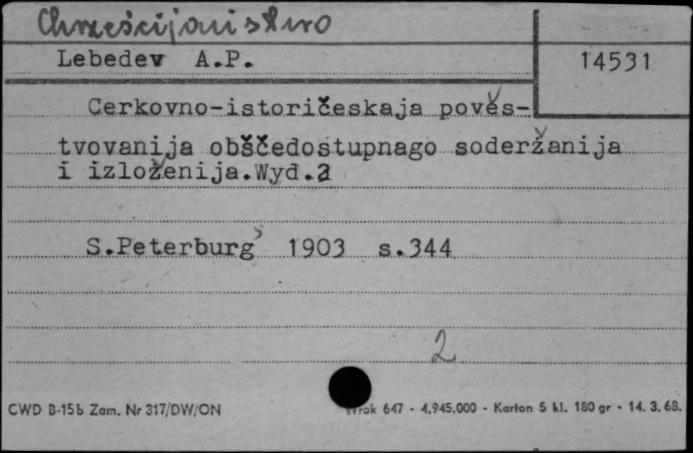 Chrześcijaństwo
Lebedev A.P.
14531
Cerkovno-istoričeskaja pověs-
tvovanija obščedostupnago soderžanija
i izloženija.Wyd.2
S.Peterburg' 1903 s.344
2
CWD B-15b Zam. Nr 317/DW/ON
647 - 4.945.000 - Karton 5 kl. 180 gr - 14. 3. 68.